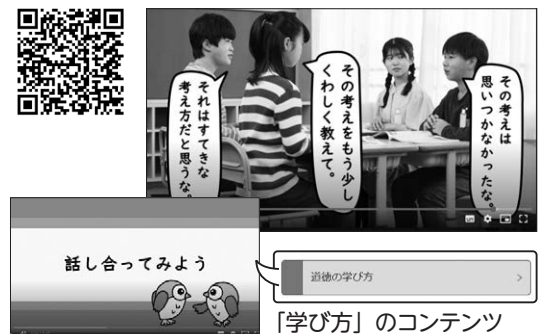 それはすてきな
考え方だと思うな。
その考えをもう少し
くわしく教えて。
その考えは
思いつかなかったな。
話し合ってみよう
道徳の学び方
「学び方」のコンテンツ